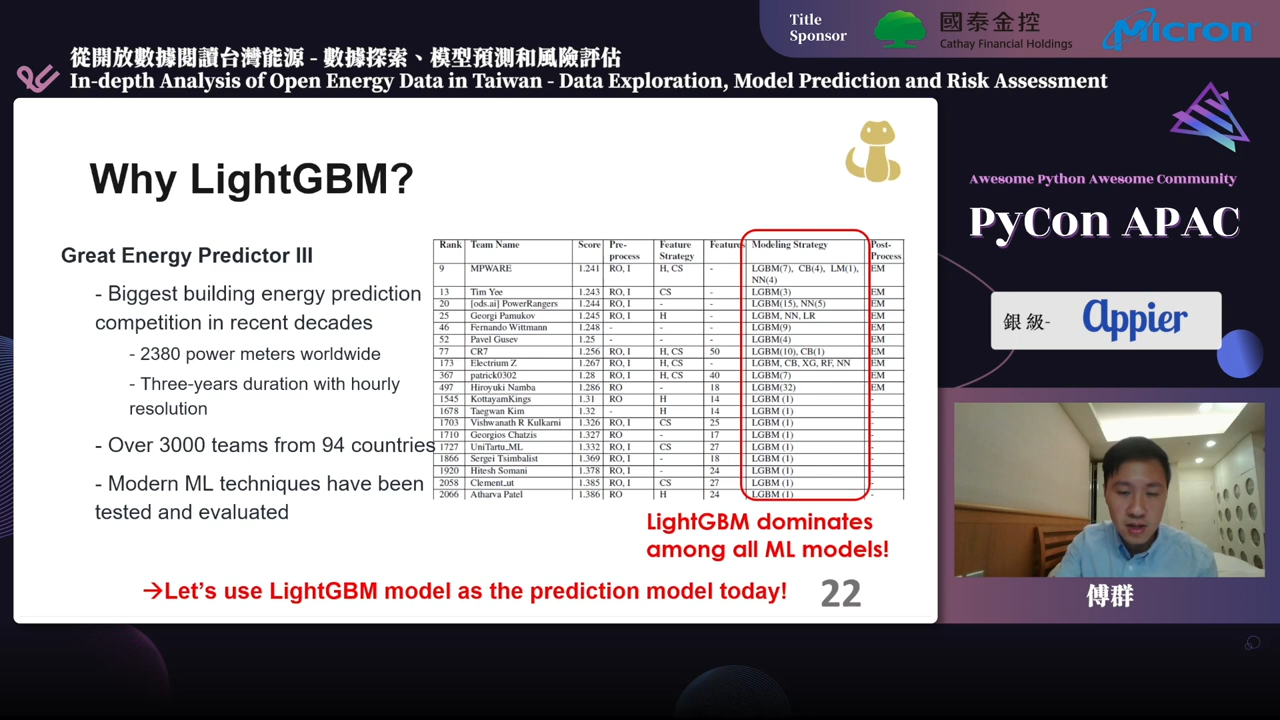 Title
Sponsor
國泰金控
Cathay Financial Holdings
Micron
從開放數據閱讀台灣能源 - 數據探索、模型預測和風險評估
In-depth Analysis of Open Energy Data in Taiwan - Data Exploration, Model Prediction and Risk Assessment
Why LightGBM?
Great Energy Predictor III
- Biggest building energy prediction
competition in recent decades
- 2380 power meters worldwide
- Three-years duration with hourly
resolution
- Over 3000 teams from 94 countries
- Modern ML techniques have been
tested and evaluated
Rank Team Name Score Pre-process Feature Strategy Features Modeling Strategy Post-Process
9 MPWARE 1.241 RO, I H, CS - LGBM(7), CB(4), LM(1), NN(4) EM
13 Tim Yee 1.243 RO, I CS - LGBM(3) EM
20 [ods.ai] PowerRangers 1.244 RO, I - - LGBM(15), NN(5) EM
25 Georgi Pamukov 1.245 RO, I H - LGBM, NN, LR EM
46 Fernando Wittmann 1.248 - - - LGBM(9) EM
52 Pavel Gusev 1.25 - - - LGBM(4) EM
77 CR7 1.256 RO, I H, CS 50 LGBM(10), CB(1) EM
173 Electrium Z 1.267 RO, I H, CS - LGBM, CB, XG, RF, NN EM
367 patrick0302 1.28 RO, I H, CS 40 LGBM(7) EM
497 Hiroyuki Namba 1.286 RO - 18 LGBM(32) EM
1545 KottayamKings 1.31 RO H 14 LGBM (1) -
1678 Taegwan Kim 1.32 - H 14 LGBM (1) -
1703 Vishwanath R Kulkarni 1.326 RO, I CS 25 LGBM (1) -
1710 Georgios Chatzis 1.327 RO - 17 LGBM (1) -
1727 UniTartu_ML 1.332 RO, I CS 27 LGBM (1) -
1866 Sergei Tsimbalist 1.369 RO, I - 18 LGBM (1) -
1920 Hitesh Somani 1.378 RO, I - 24 LGBM (1) -
2058 Clement_ut 1.385 RO, I CS 27 LGBM (1) -
2066 Atharva Patel 1.386 RO H 24 LGBM (1) -
LightGBM dominates
among all ML models!
→Let's use LightGBM model as the prediction model today!
22
Awesome Python Awesome Community
PyCon APAC
銀級-
appier
傅群